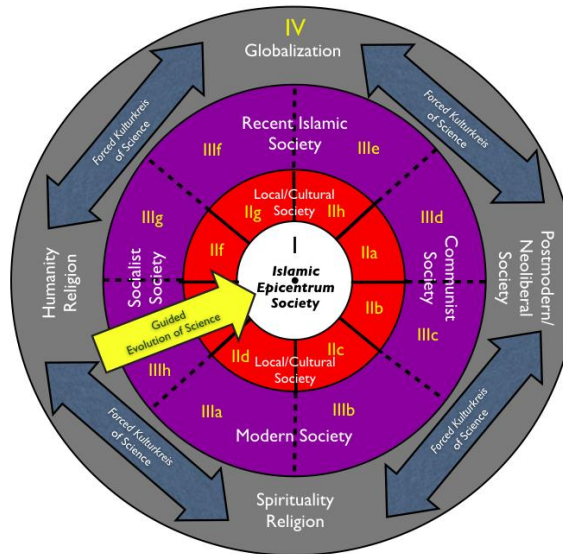 IV
Globalization
Forced Kulturkreis
of Science
Forced Kulturkreis
of Science
Recent Islamic
Society
IIIf
IIIe
Local/Cultural
Society
IIg
IIh
IIIg
IIId
IIf
IIa
I
Islamic
Epicentrum
Society
Humanity
Religion
Socialist
Society
Communist
Society
Postmodern/
Neoliberal
Society
Guided
Evolution of Science
IIb
IIIc
IIId
IId
IIc
Local/Cultural
Society
IIIh
IIIa
IIIb
Modern Society
Forced Kulturkreis
of Science
Forced Kulturkreis
of Science
Spirituality
Religion